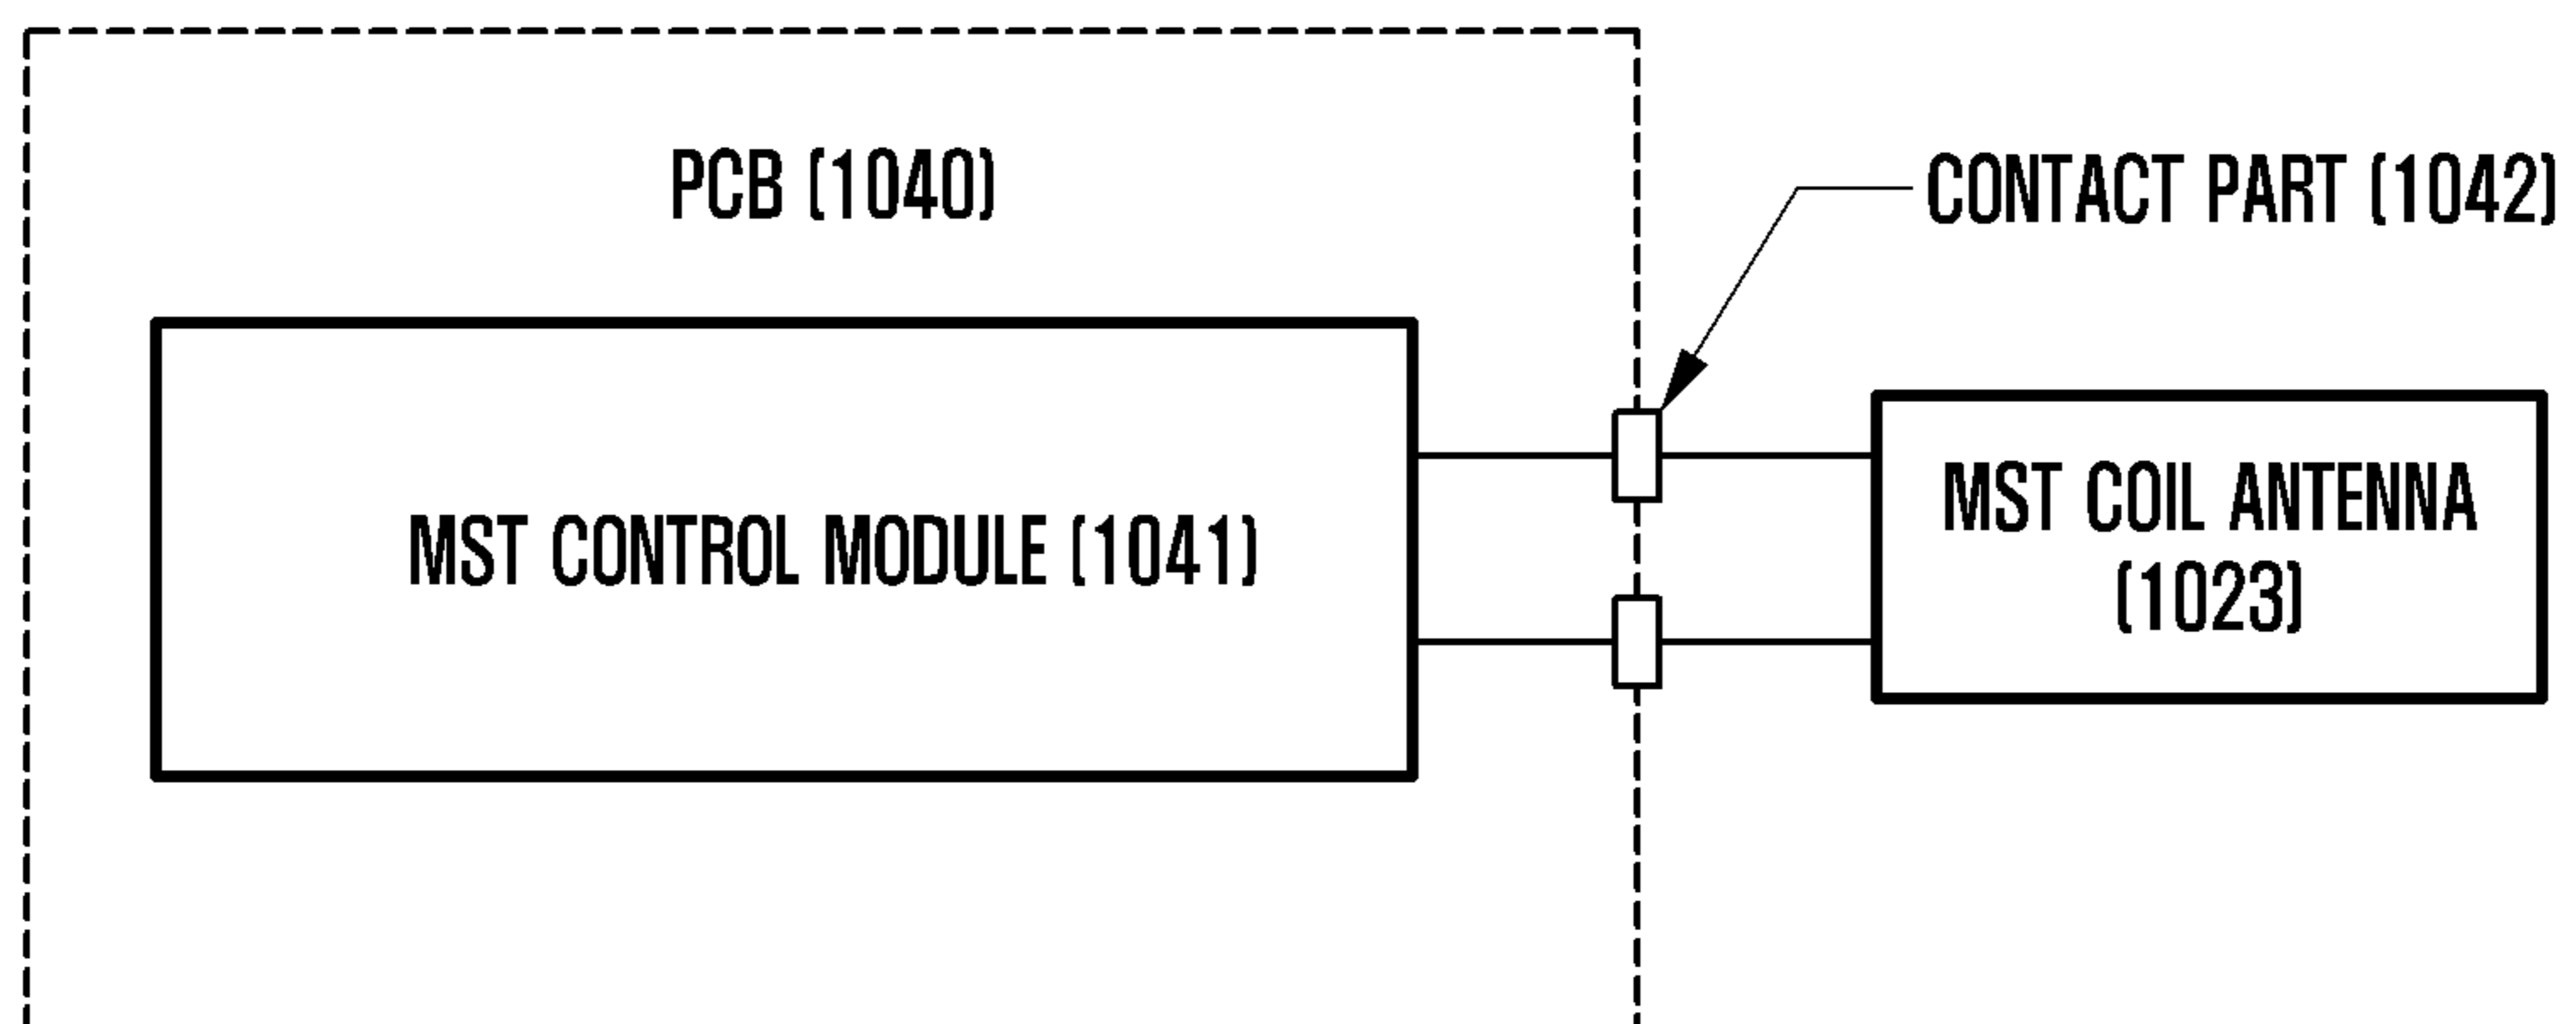 PCB (1040)
CONTACT PART (1042)
MST CONTROL MODULE (1041)
MST COIL ANTENNA
(1023)